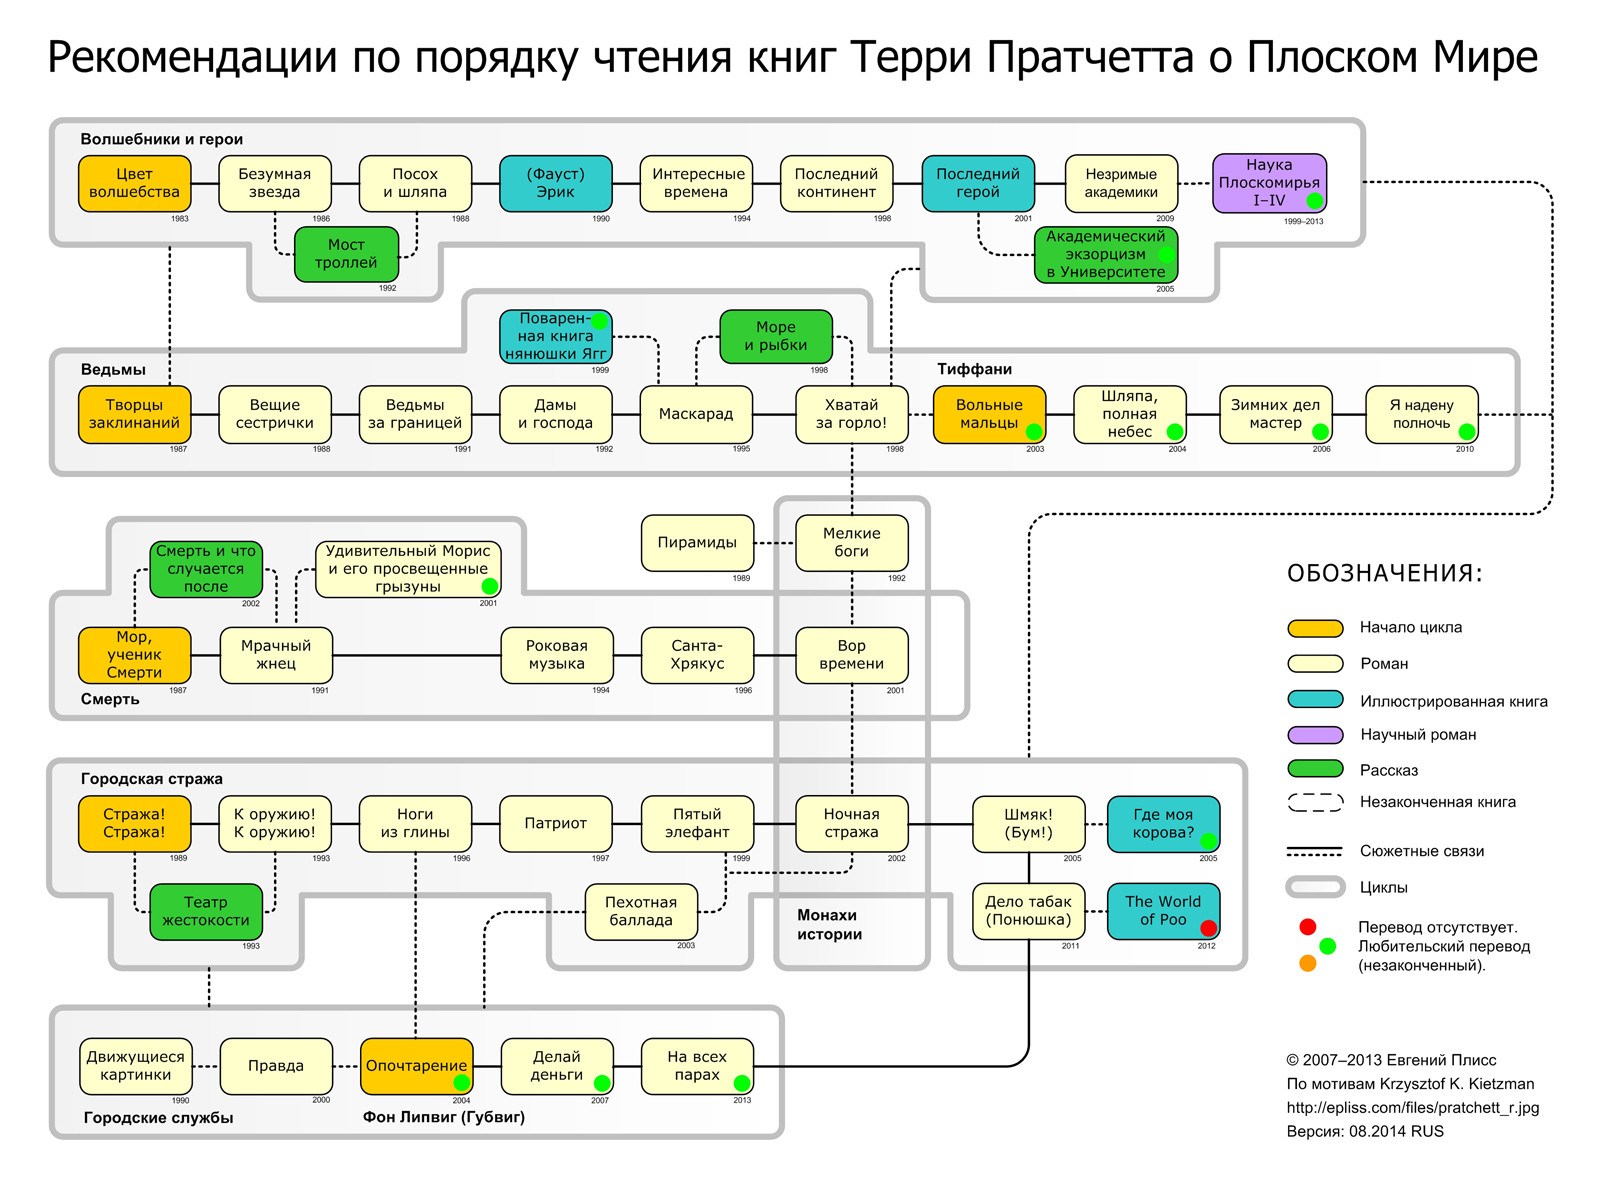 Рекомендации по порядку чтения книг Терри Пратчетта о Плоском Мире
Волшебники и герои
Цвет
волшебства
1983
Безумная
звезда
1986
Посох
и шляпа
1988
(Фауст)
Эрик
1990
Интересные
времена
1994
Последний
континент
1998
Последний
герой
2001
Незримые
академики
2009
Наука
Плоскомирья
I–IV
1999–2013
Мост
троллей
1992
Академический
экзорцизм
в Университете
2005
Поварен-
ная книга
нянюшки Ягг
1999
Море
и рыбки
1998
Ведьмы
Тиффани
Творцы
заклинаний
1987
Вещие
сестрички
1988
Ведьмы
за границей
1991
Дамы
и господа
1992
Маскарад
1995
Хватай
за горло!
1998
Вольные
мальцы
2003
Шляпа,
полная
небес
2004
Зимних дел
мастер
2006
Я надену
полночь
2010
Пирамиды
1989
Мелкие
боги
1992
Смерть и что
случается
после
2002
Удивительный Морис
и его просвещенные
грызуны
2001
Мор,
ученик
Смерти
1987
Мрачный
жнец
1991
Роковая
музыка
1994
Санта-
Хрякус
1996
Вор
времени
2001
Смерть
Городская стража
Стража!
Стража!
1989
К оружию!
К оружию!
1993
Ноги
из глины
1996
Патриот
1997
Пятый
элефант
1999
Ночная
стража
2002
Шмяк!
(Бум!)
2005
Где моя
корова?
2005
Театр
жестокости
1993
Пехотная
баллада
2003
Монахи
истории
Дело табак
(Понюшка)
2011
The World
of Poo
2012
Движущиеся
картинки
1990
Правда
2000
Опочтарение
2004
Делай
деньги
2007
На всех
парах
2013
Городские службы
Фон Липвиг (Губвиг)
ОБОЗНАЧЕНИЯ:
Начало цикла
Роман
Иллюстрированная книга
Научный роман
Рассказ
Незаконченная книга
Сюжетные связи
Циклы
Перевод отсутствует.
Любительский перевод
(незаконченный).
© 2007–2013 Евгений Плисс
По мотивам Krzysztof K. Kietzman
http://epliss.com/files/pratchett_r.jpg
Версия: 08.2014 RUS